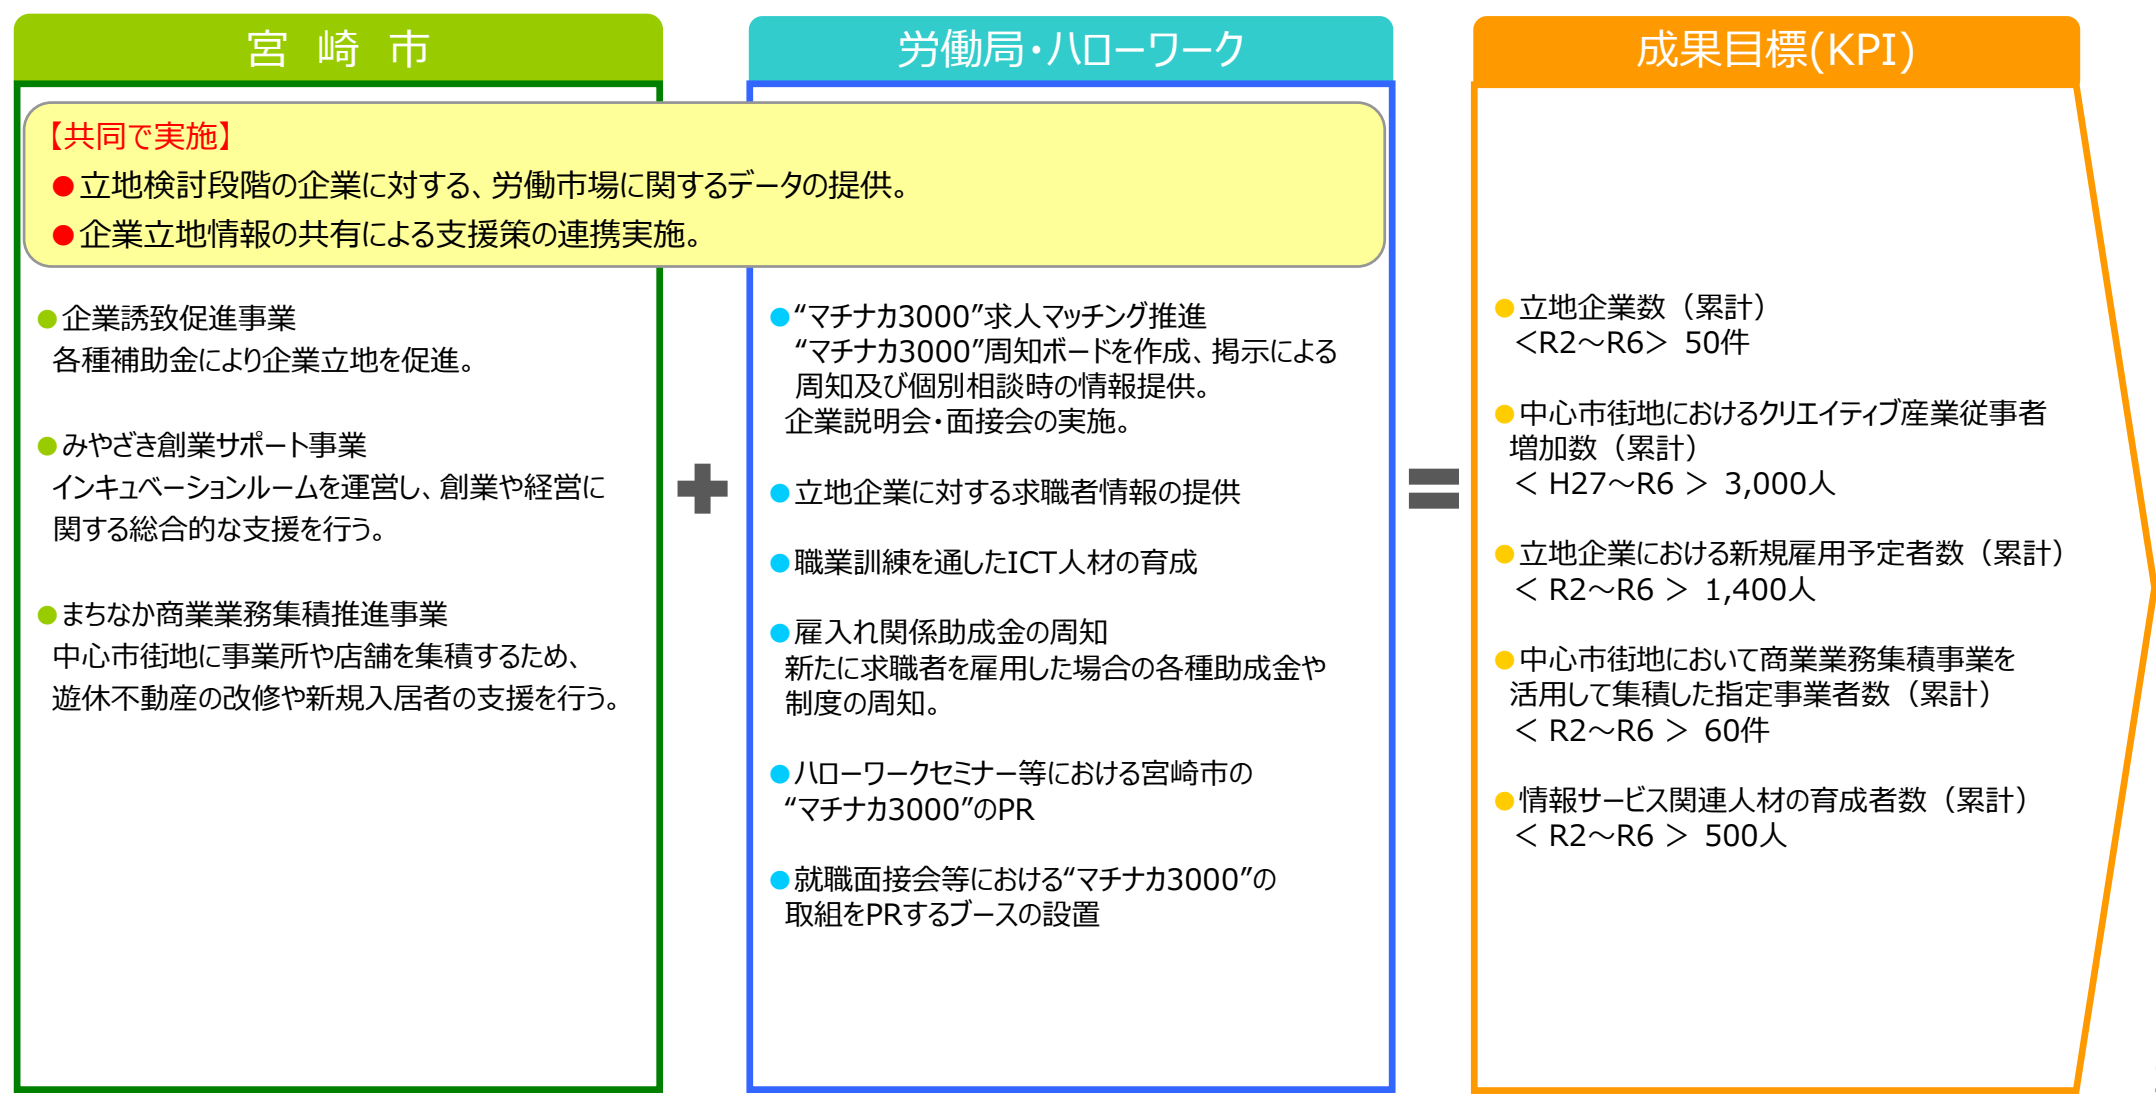 宮 崎 市
【共同で実施】
●立地検討段階の企業に対する、労働市場に関するデータの提供。
●企業立地情報の共有による支援策の連携実施。
●企業誘致促進事業
各種補助金により企業立地を促進。
●みやざき創業サポート事業
インキュベーションルームを運営し、創業や経営に
関する総合的な支援を行う。
●まちなか商業業務集積推進事業
中心市街地に事業所や店舗を集積するため、
遊休不動産の改修や新規入居者の支援を行う。
労働局・ハローワーク
●“マチナカ3000”求人マッチング推進
“マチナカ3000”周知ボードを作成、掲示による
周知及び個別相談時の情報提供。
企業説明会・面接会の実施。
●立地企業に対する求職者情報の提供
●職業訓練を通したICT人材の育成
●雇入れ関係助成金の周知
新たに求職者を雇用した場合の各種助成金や
制度の周知。
●ハローワークセミナー等における宮崎市の
“マチナカ3000”のPR
●就職面接会等における“マチナカ3000”の
取組をPRするブースの設置
成果目標(KPI)
●立地企業数（累計）
＜R2～R6＞ 50件
●中心市街地におけるクリエイティブ産業従事者
増加数（累計）
＜ H27～R6 ＞ 3,000人
●立地企業における新規雇用予定者数（累計）
＜ R2～R6 ＞ 1,400人
●中心市街地において商業業務集積事業を
活用して集積した指定事業者数（累計）
＜ R2～R6 ＞ 60件
●情報サービス関連人材の育成者数（累計）
＜ R2～R6 ＞ 500人